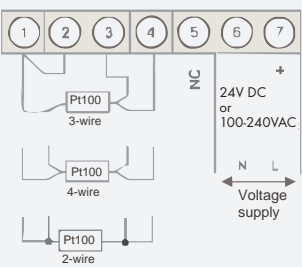 1 2 3 4 5 6 7
NC
+
24V DC
or
100-240VAC
N L
Voltage
supply
Pt100
3-wire
Pt100
4-wire
Pt100
2-wire